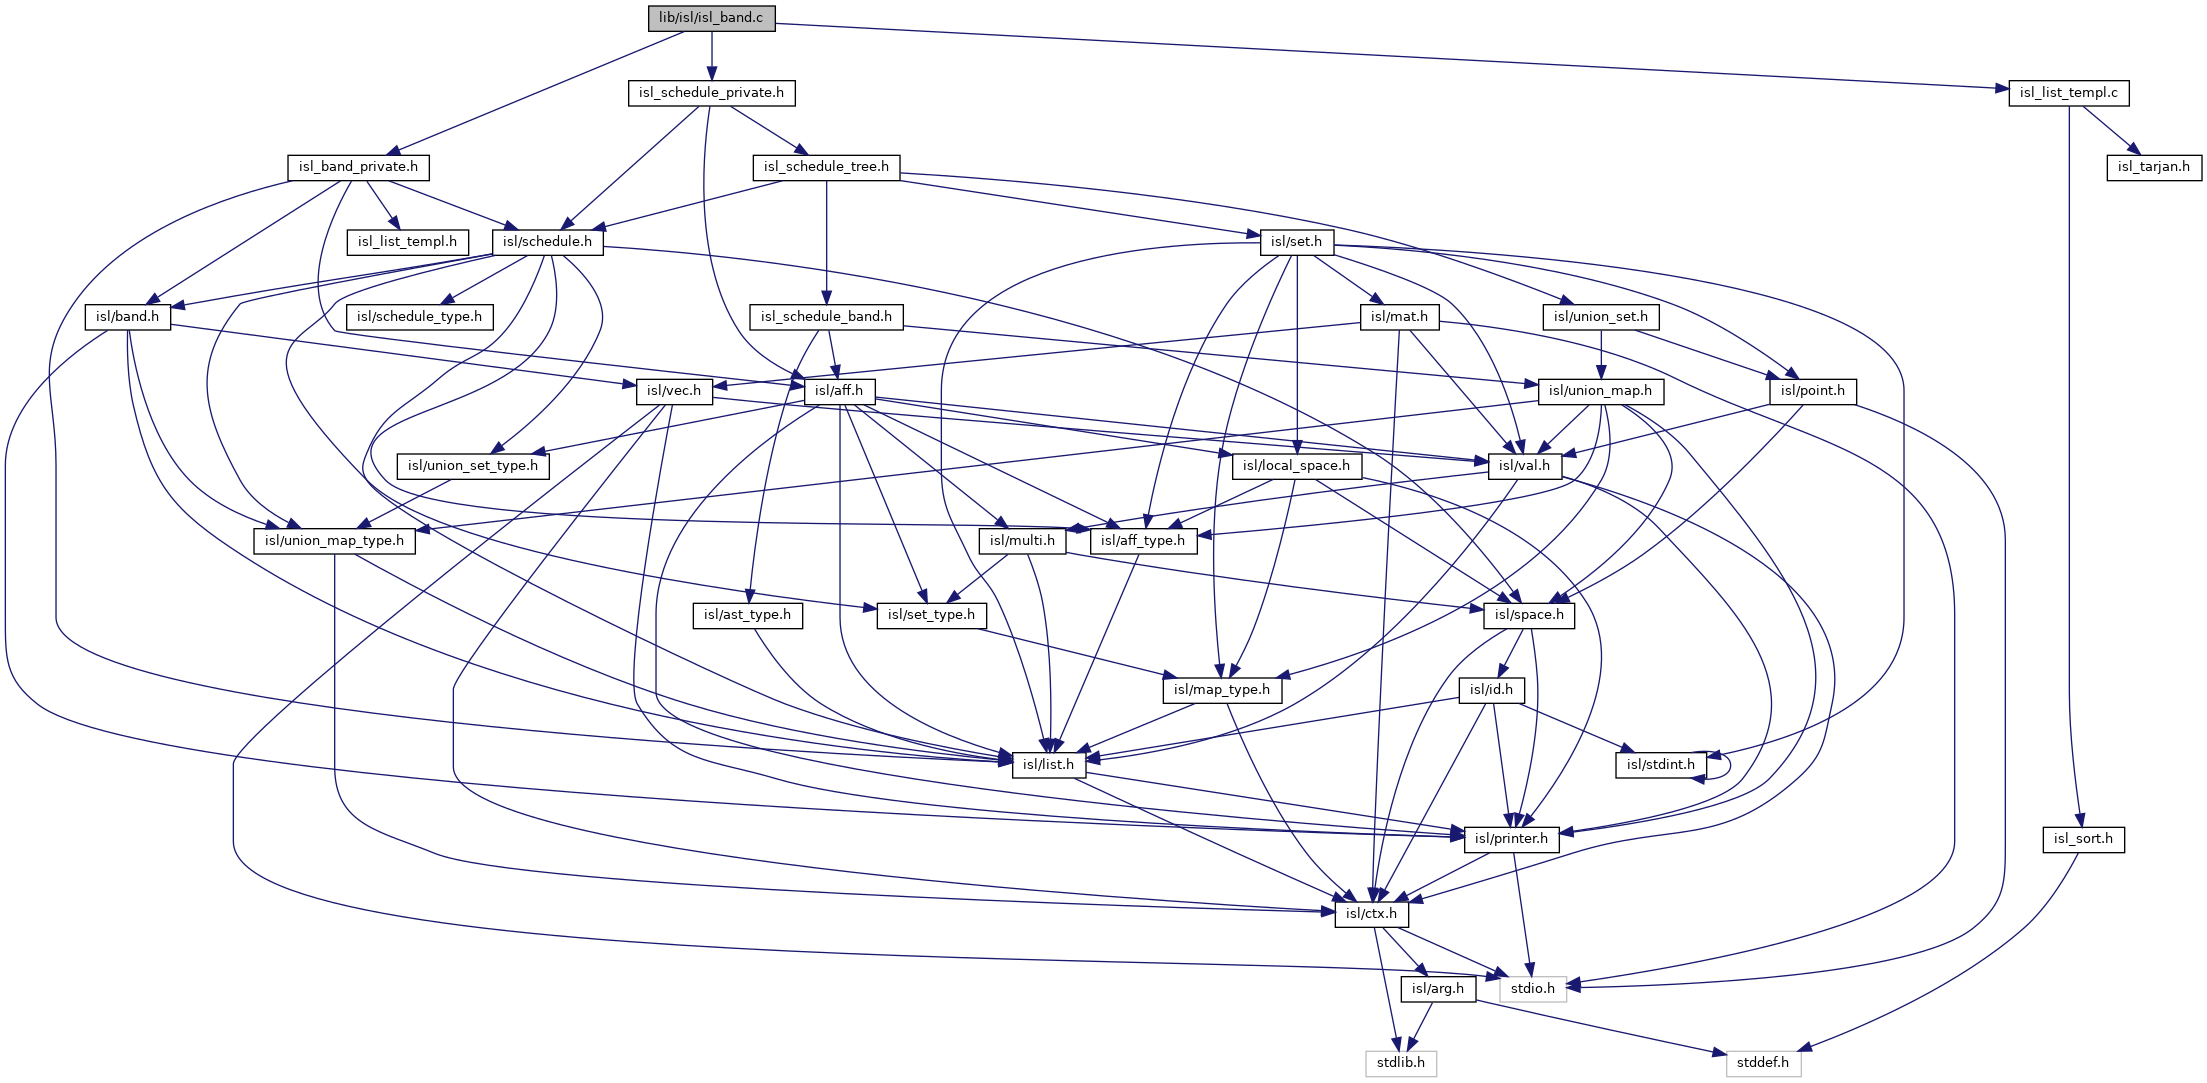 lib/isl/isl_band.c
isl_schedule_private.h
isl_list_templ.c
isl_band_private.h
isl_schedule_tree.h
isl_tarjan.h
isl_list_templ.h
isl/schedule.h
isl/set.h
isl/band.h
isl/schedule_type.h
isl_schedule_band.h
isl/mat.h
isl/union_set.h
isl/vec.h
isl/aff.h
isl/union_map.h
isl/point.h
isl/union_set_type.h
isl/local_space.h
isl/val.h
isl/union_map_type.h
isl/multi.h
isl/aff_type.h
isl/ast_type.h
isl/set_type.h
isl/space.h
isl/map_type.h
isl/id.h
isl/list.h
isl/stdint.h
isl/printer.h
isl_sort.h
isl/ctx.h
isl/arg.h
stdio.h
stdlib.h
stddef.h